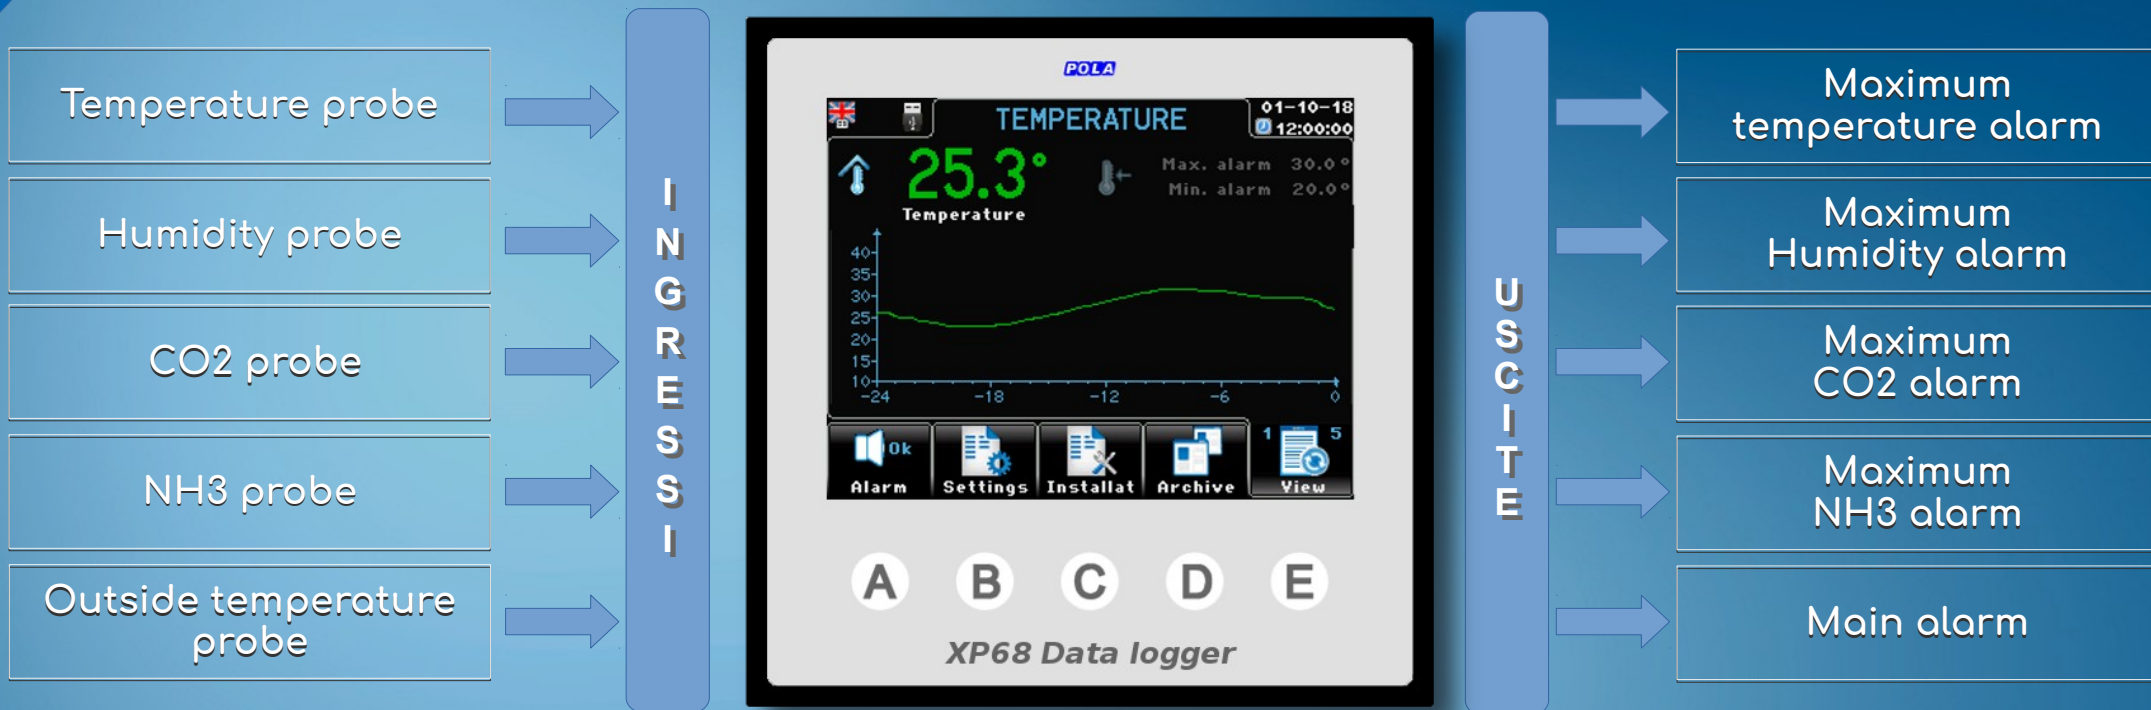 Temperature probe
Humidity probe
CO2 probe
NH3 probe
Outside temperature
probe
INGRESSI
POLA
TEMPERATURE
01-10-18
12:00:00
25.3°
Temperature
Max. alarm 30.0°
Min. alarm 20.0°
40
35
30
25
20
15
10
-24 -18 -12 -6 0
Ok
1 5
Alarm Settings Installat Archive View
A B C D E
XP68 Data logger
USCITE
Maximum
temperature alarm
Maximum
Humidity alarm
Maximum
CO2 alarm
Maximum
NH3 alarm
Main alarm